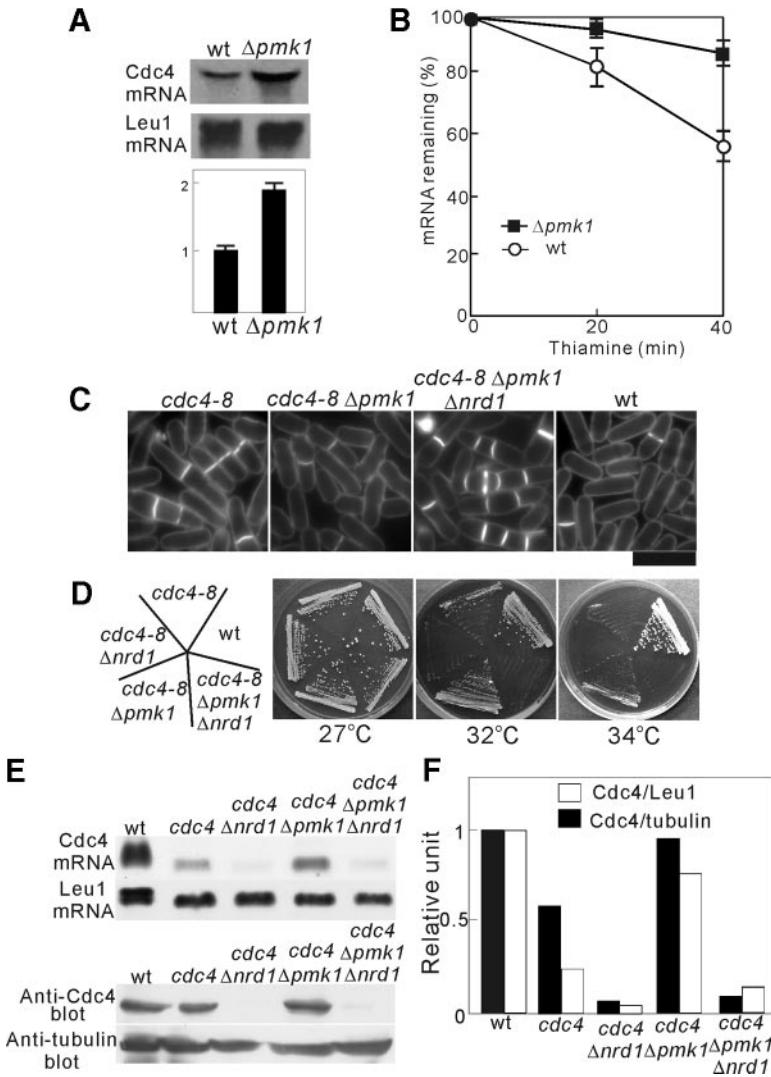 A
wt Δpmk1
Cdc4
mRNA
Leu1
mRNA
2
1
wt Δpmk1
B
mRNA remaining (%)
100
80
60
40
20
0
Δpmk1
wt
0 20 40
Thiamine (min)
C
cdc4-8
cdc4-8 Δpmk1
cdc4-8 Δpmk1
Δnrd1
wt
D
cdc4-8
wt
cdc4-8
Δnrd1
cdc4-8
Δpmk1
cdc4-8
Δpmk1
Δnrd1
27°C
32°C
34°C
E
wt
cdc4
cdc4
Δnrd1
cdc4
Δpmk1
cdc4
Δpmk1
Δnrd1
Cdc4
mRNA
Leu1
mRNA
wt
cdc4
cdc4
Δnrd1
cdc4
Δpmk1
cdc4
Δpmk1
Δnrd1
Anti-Cdc4
blot
Anti-tubulin
blot
F
Cdc4/Leu1
Cdc4/tubulin
Relative unit
1
0.5
0
wt
cdc4
cdc4
Δnrd1
cdc4
Δpmk1
cdc4
Δpmk1
Δnrd1